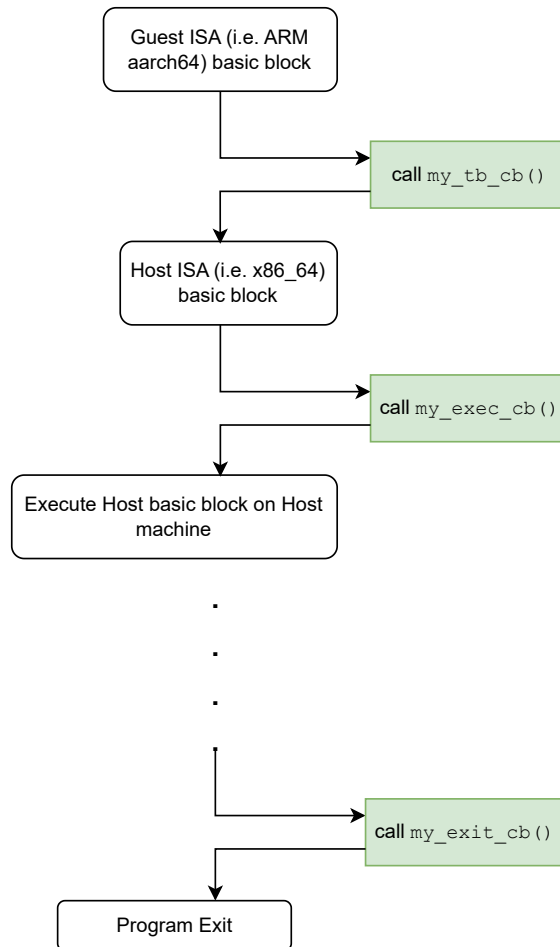 Guest ISA (i.e. ARM
aarch64) basic block
call my_tb_cb()
Host ISA (i.e. x86_64)
basic block
call my_exec_cb()
Execute Host basic block on Host
machine
call my_exit_cb()
Program Exit